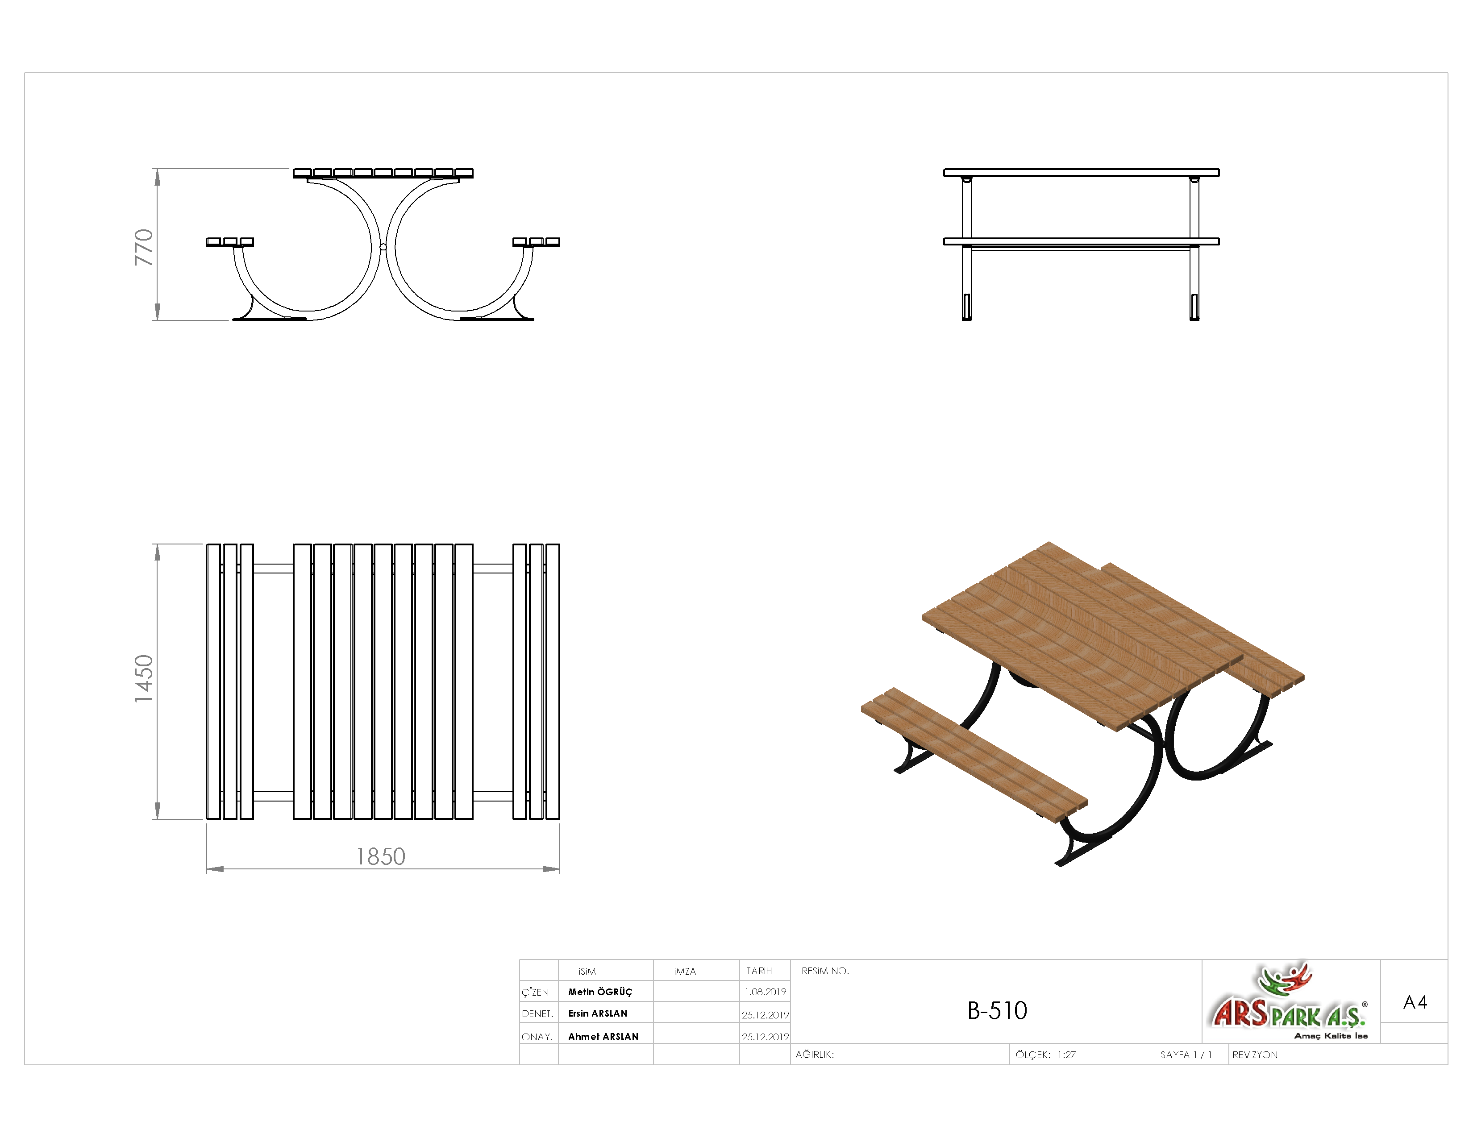 770
1450
1850
İSİM
İMZA
TARİH
RESİM NO.
ÇİZEN.
Metin ÖGRÜÇ
1.08.2019
DENET.
Ersin ARSLAN
25.12.2019
ONAY.
Ahmet ARSLAN
25.12.2019
B-510
ARSPARK A.Ş.®
Amaç Kalite İse
A4
AĞIRLIK:
ÖLÇEK: 1:27
SAYFA 1 / 1
REVİZYON